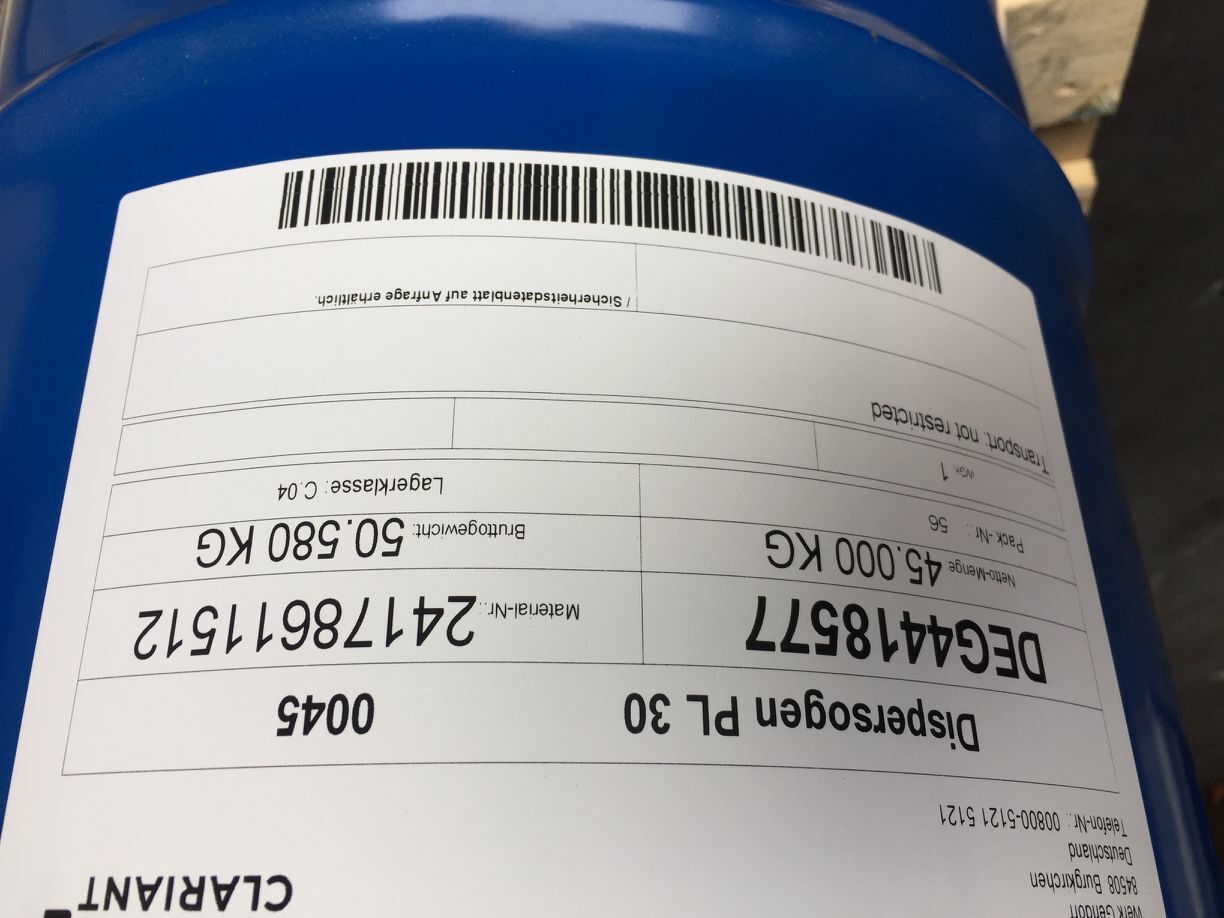 CLARIANT
Werk Gendorf
84508 Burgkirchen
Deutschland
Telefon-Nr.: 00800-5121 5121
Dispersogen PL 30 0045
DEG4418577 Material-Nr.: 24178611512
Netto-Menge 45.000 KG Bruttogewicht: 50.580 KG
Pack.-Nr.: 56 Lagerklasse: C.04
WGK 1
Transport: not restricted
/ Sicherheitsdatenblatt auf Anfrage erhältlich.